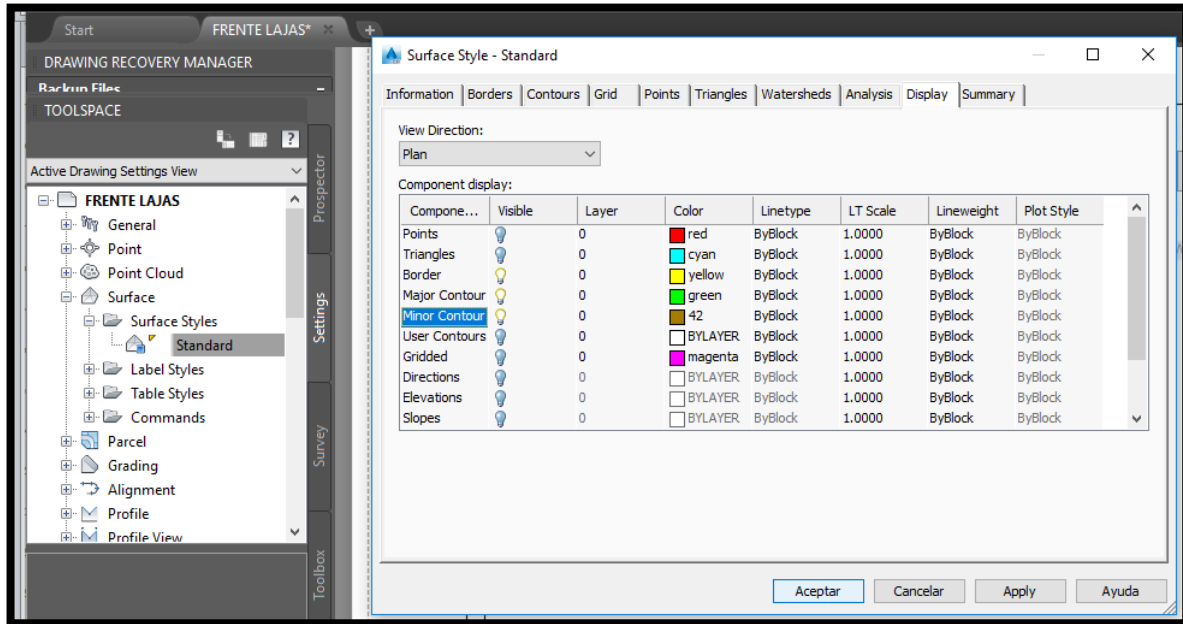 Start
FRENTE LAJAS*
DRAWING RECOVERY MANAGER
Backup Files
TOOLSPACE
Active Drawing Settings View
FRENTE LAJAS
General
Point
Point Cloud
Surface
Surface Styles
Standard
Label Styles
Table Styles
Commands
Parcel
Grading
Alignment
Profile
Profile View
Prospector
Settings
Survey
Toolbox
Surface Style - Standard
Information Borders Contours Grid Points Triangles Watersheds Analysis Display Summary
View Direction:
Plan
Component display:
Compone... Visible Layer Color Linetype LT Scale Lineweight Plot Style
Points 0 red ByBlock 1.0000 ByBlock ByBlock
Triangles 0 cyan ByBlock 1.0000 ByBlock ByBlock
Border 0 yellow ByBlock 1.0000 ByBlock ByBlock
Major Contour 0 green ByBlock 1.0000 ByBlock ByBlock
Minor Contour 0 42 ByBlock 1.0000 ByBlock ByBlock
User Contours 0 BYLAYER ByBlock 1.0000 ByBlock ByBlock
Gridded 0 magenta ByBlock 1.0000 ByBlock ByBlock
Directions 0 BYLAYER ByBlock 1.0000 ByBlock ByBlock
Elevations 0 BYLAYER ByBlock 1.0000 ByBlock ByBlock
Slopes 0 BYLAYER ByBlock 1.0000 ByBlock ByBlock
Aceptar Cancelar Apply Ayuda